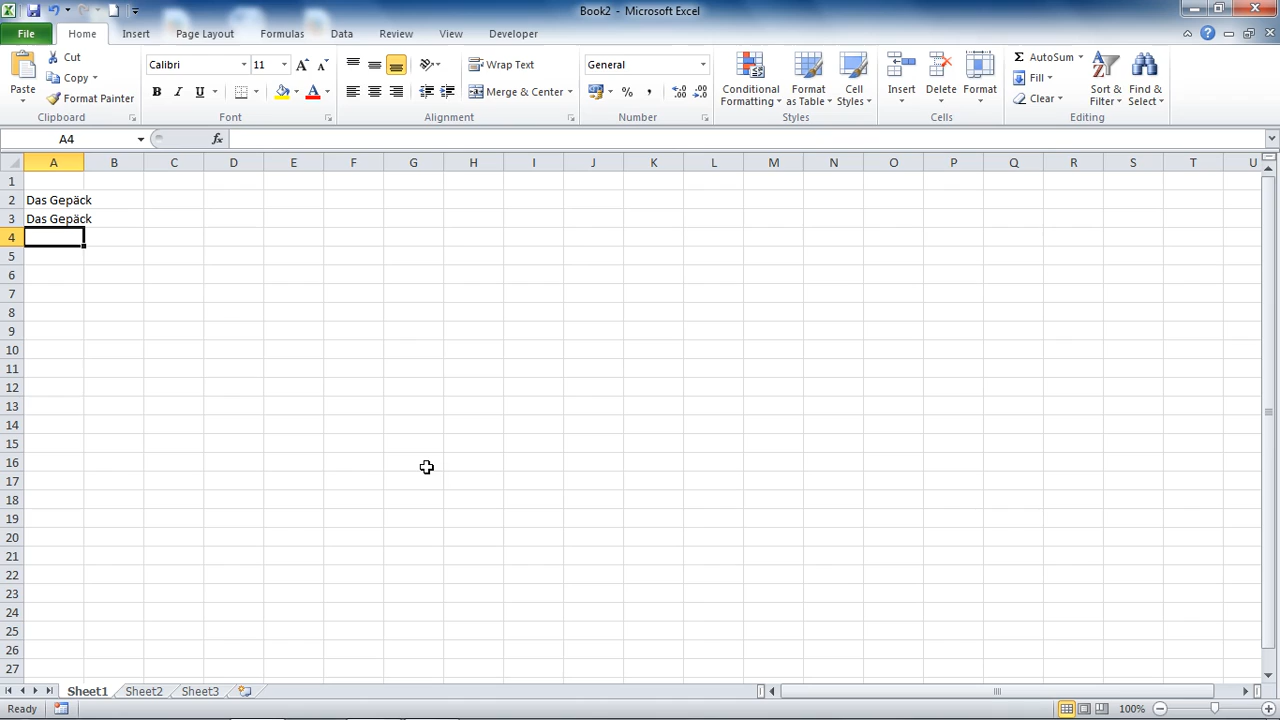 Book2 - Microsoft Excel
File Home Insert Page Layout Formulas Data Review View Developer
Paste
Cut
Copy
Format Painter
Clipboard
Calibri 11
B I U
Font
Wrap Text
Merge & Center
Alignment
General
%
Number
Conditional Formatting
Format as Table
Cell Styles
Styles
Insert
Delete
Format
Cells
AutoSum
Fill
Clear
Sort & Filter
Find & Select
Editing
A4 fx
A B C D E F G H I J K L M N O P Q R S T U
1
2 Das Gepäck
3 Das Gepäck
4
5
6
7
8
9
10
11
12
13
14
15
16
17
18
19
20
21
22
23
24
25
26
27
Sheet1 Sheet2 Sheet3
Ready 100%